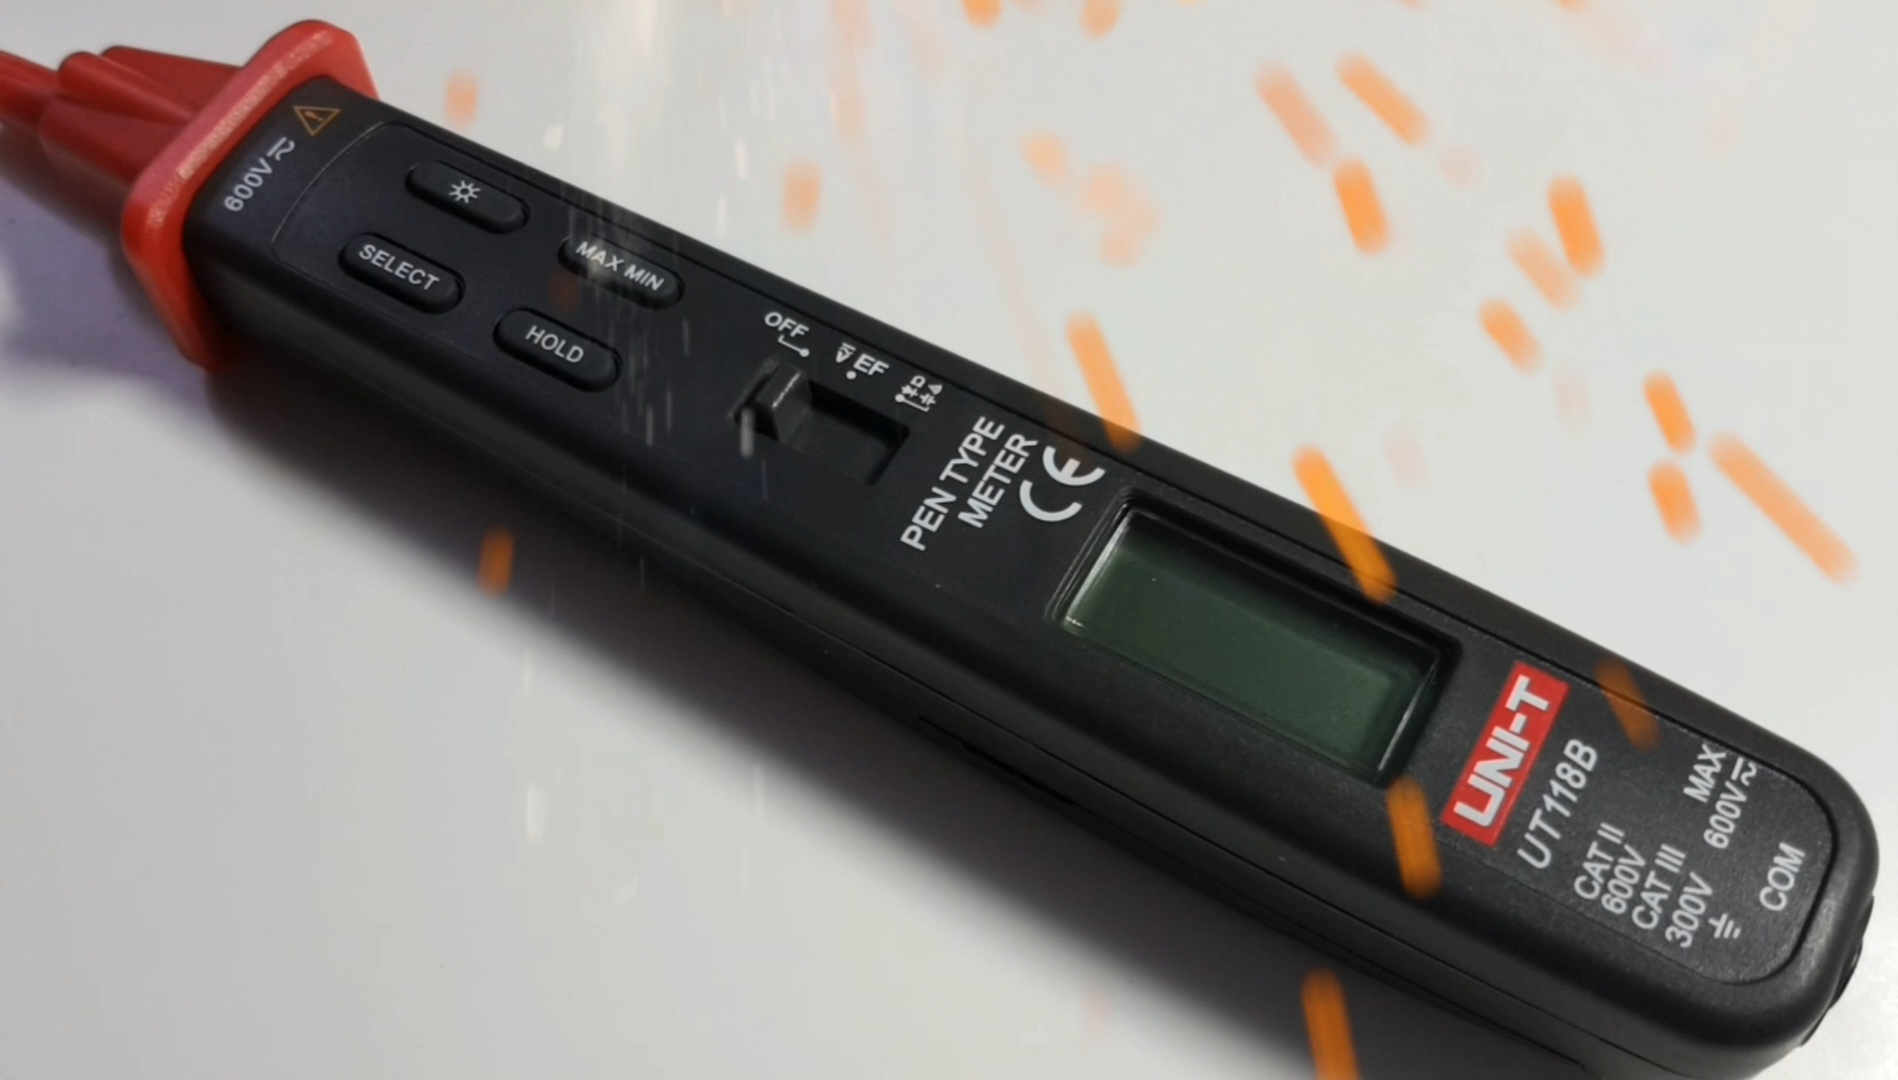 600V
SELECT
MAX MIN
HOLD
OFF
V EF
Ω
PEN TYPE
METER
CE
UNI-T
UT118B
CAT II
600V
CAT III
300V
MAX
600V
COM